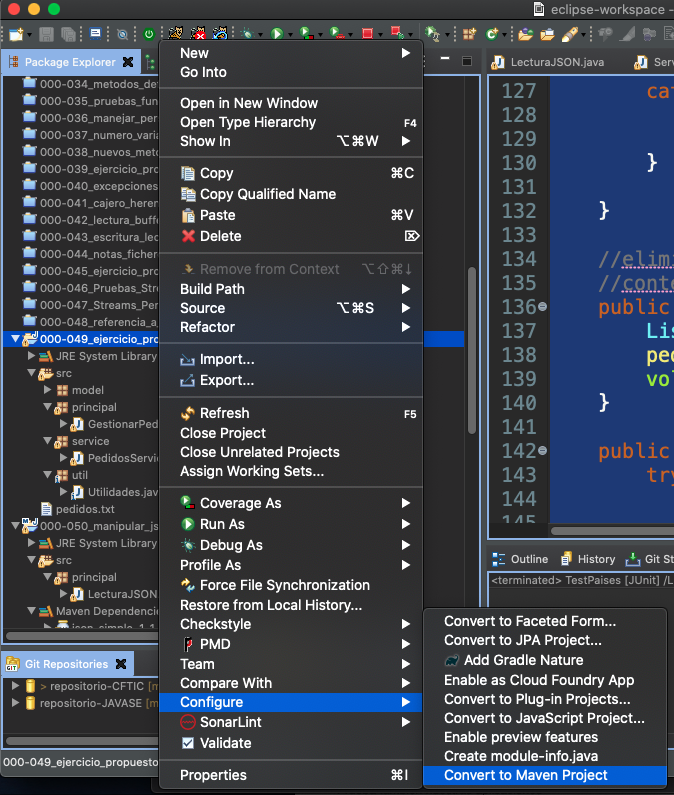 eclipse-workspace
Package Explorer
000-034_metodos_de
000-035_pruebas_fun
000-036_manejar_per
000-037_numero_varia
000-038_nuevos_meto
000-039_ejercicio_pro
000-040_excepciones
000-041_cajero_heren
000-042_lectura_buff
000-043_escritura_lec
000-044_notas_ficher
000-045_ejercicio_pro
000-046_Pruebas_Str
000-047_Streams_Per
000-048_referencia_a
000-049_ejercicio_pro
JRE System Library
src
model
principal
GestionarPed
service
PedidosServi
util
Utilidades.jav
pedidos.txt
000-050_manipular_js
JRE System Library
src
principal
LecturaJSON
Maven Dependencie
json-simple-1.1
Git Repositories
> repositorio-CFTIC [m
repositorio-JAVASE [m
000-049_ejercicio_propuesto
New
Go Into
Open in New Window
Open Type Hierarchy F4
Show In ⌥⌘W
Copy ⌘C
Copy Qualified Name
Paste ⌘V
Delete ⌦
Remove from Context ⌥⇧⌘↓
Build Path
Source ⌥⌘S
Refactor
Import...
Export...
Refresh F5
Close Project
Close Unrelated Projects
Assign Working Sets...
Coverage As
Run As
Debug As
Profile As
Force File Synchronization
Restore from Local History...
Checkstyle
PMD
Team
Compare With
Configure
SonarLint
Validate
Properties ⌘I
Convert to Faceted Form...
Convert to JPA Project...
Add Gradle Nature
Enable as Cloud Foundry App
Convert to Plug-in Projects...
Convert to JavaScript Project...
Enable preview features
Create module-info.java
Convert to Maven Project
LecturaJSON.java
Serv
127 cat
128
129
130 }
131
132 }
133
134 //elimi
135 //conte
136 public
137 Lis
138 ped
139 vol
140 }
141
142 public
143 try
144
145
Outline
History
Git St
<terminated> TestPaises [JUnit] /L